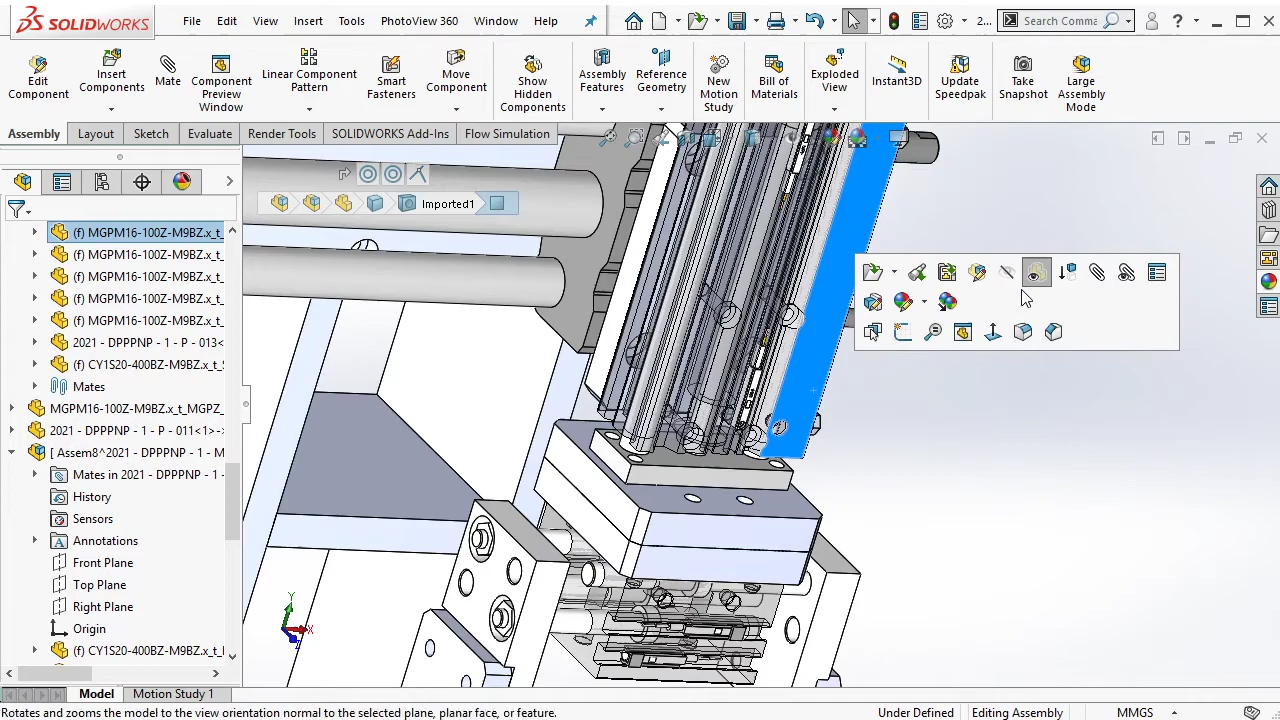 SOLIDWORKS
File Edit View Insert Tools PhotoView 360 Window Help
2... Search Comma
Edit Component
Insert Components
Mate
Component Preview Window
Linear Component Pattern
Smart Fasteners
Move Component
Show Hidden Components
Assembly Features
Reference Geometry
New Motion Study
Bill of Materials
Exploded View
Instant3D
Update Speedpak
Take Snapshot
Large Assembly Mode
Assembly Layout Sketch Evaluate Render Tools SOLIDWORKS Add-Ins Flow Simulation
Imported1
(f) MGPM16-100Z-M9BZ.x_t_
(f) MGPM16-100Z-M9BZ.x_t_
(f) MGPM16-100Z-M9BZ.x_t_
(f) MGPM16-100Z-M9BZ.x_t_
(f) MGPM16-100Z-M9BZ.x_t_
2021 - DPPPNP - 1 - P - 013<
(f) CY1S20-400BZ-M9BZ.x_t_
Mates
MGPM16-100Z-M9BZ.x_t_MGPZ_
2021 - DPPPNP - 1 - P - 011<1>->
[ Assem8^2021 - DPPPNP - 1 - M
Mates in 2021 - DPPPNP - 1 -
History
Sensors
Annotations
Front Plane
Top Plane
Right Plane
Origin
(f) CY1S20-400BZ-M9BZ.x_t_
Y
X
Z
Model Motion Study 1
Rotates and zooms the model to the view orientation normal to the selected plane, planar face, or feature.
Under Defined Editing Assembly MMGS